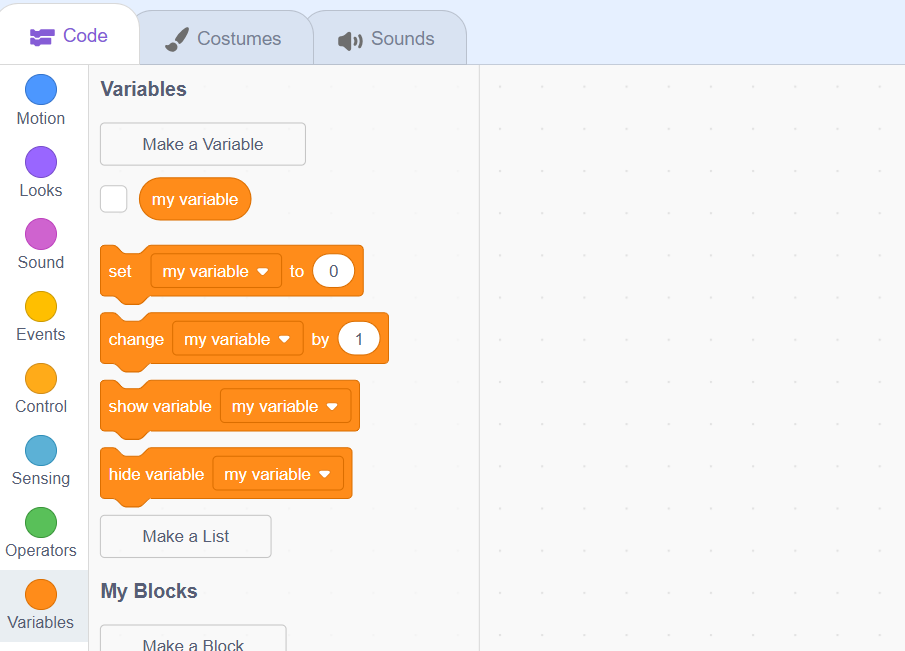 Code
Costumes
Sounds
Motion
Looks
Sound
Events
Control
Sensing
Operators
Variables
Variables
Make a Variable
my variable
set my variable to 0
change my variable by 1
show variable my variable
hide variable my variable
Make a List
My Blocks
Make a Block